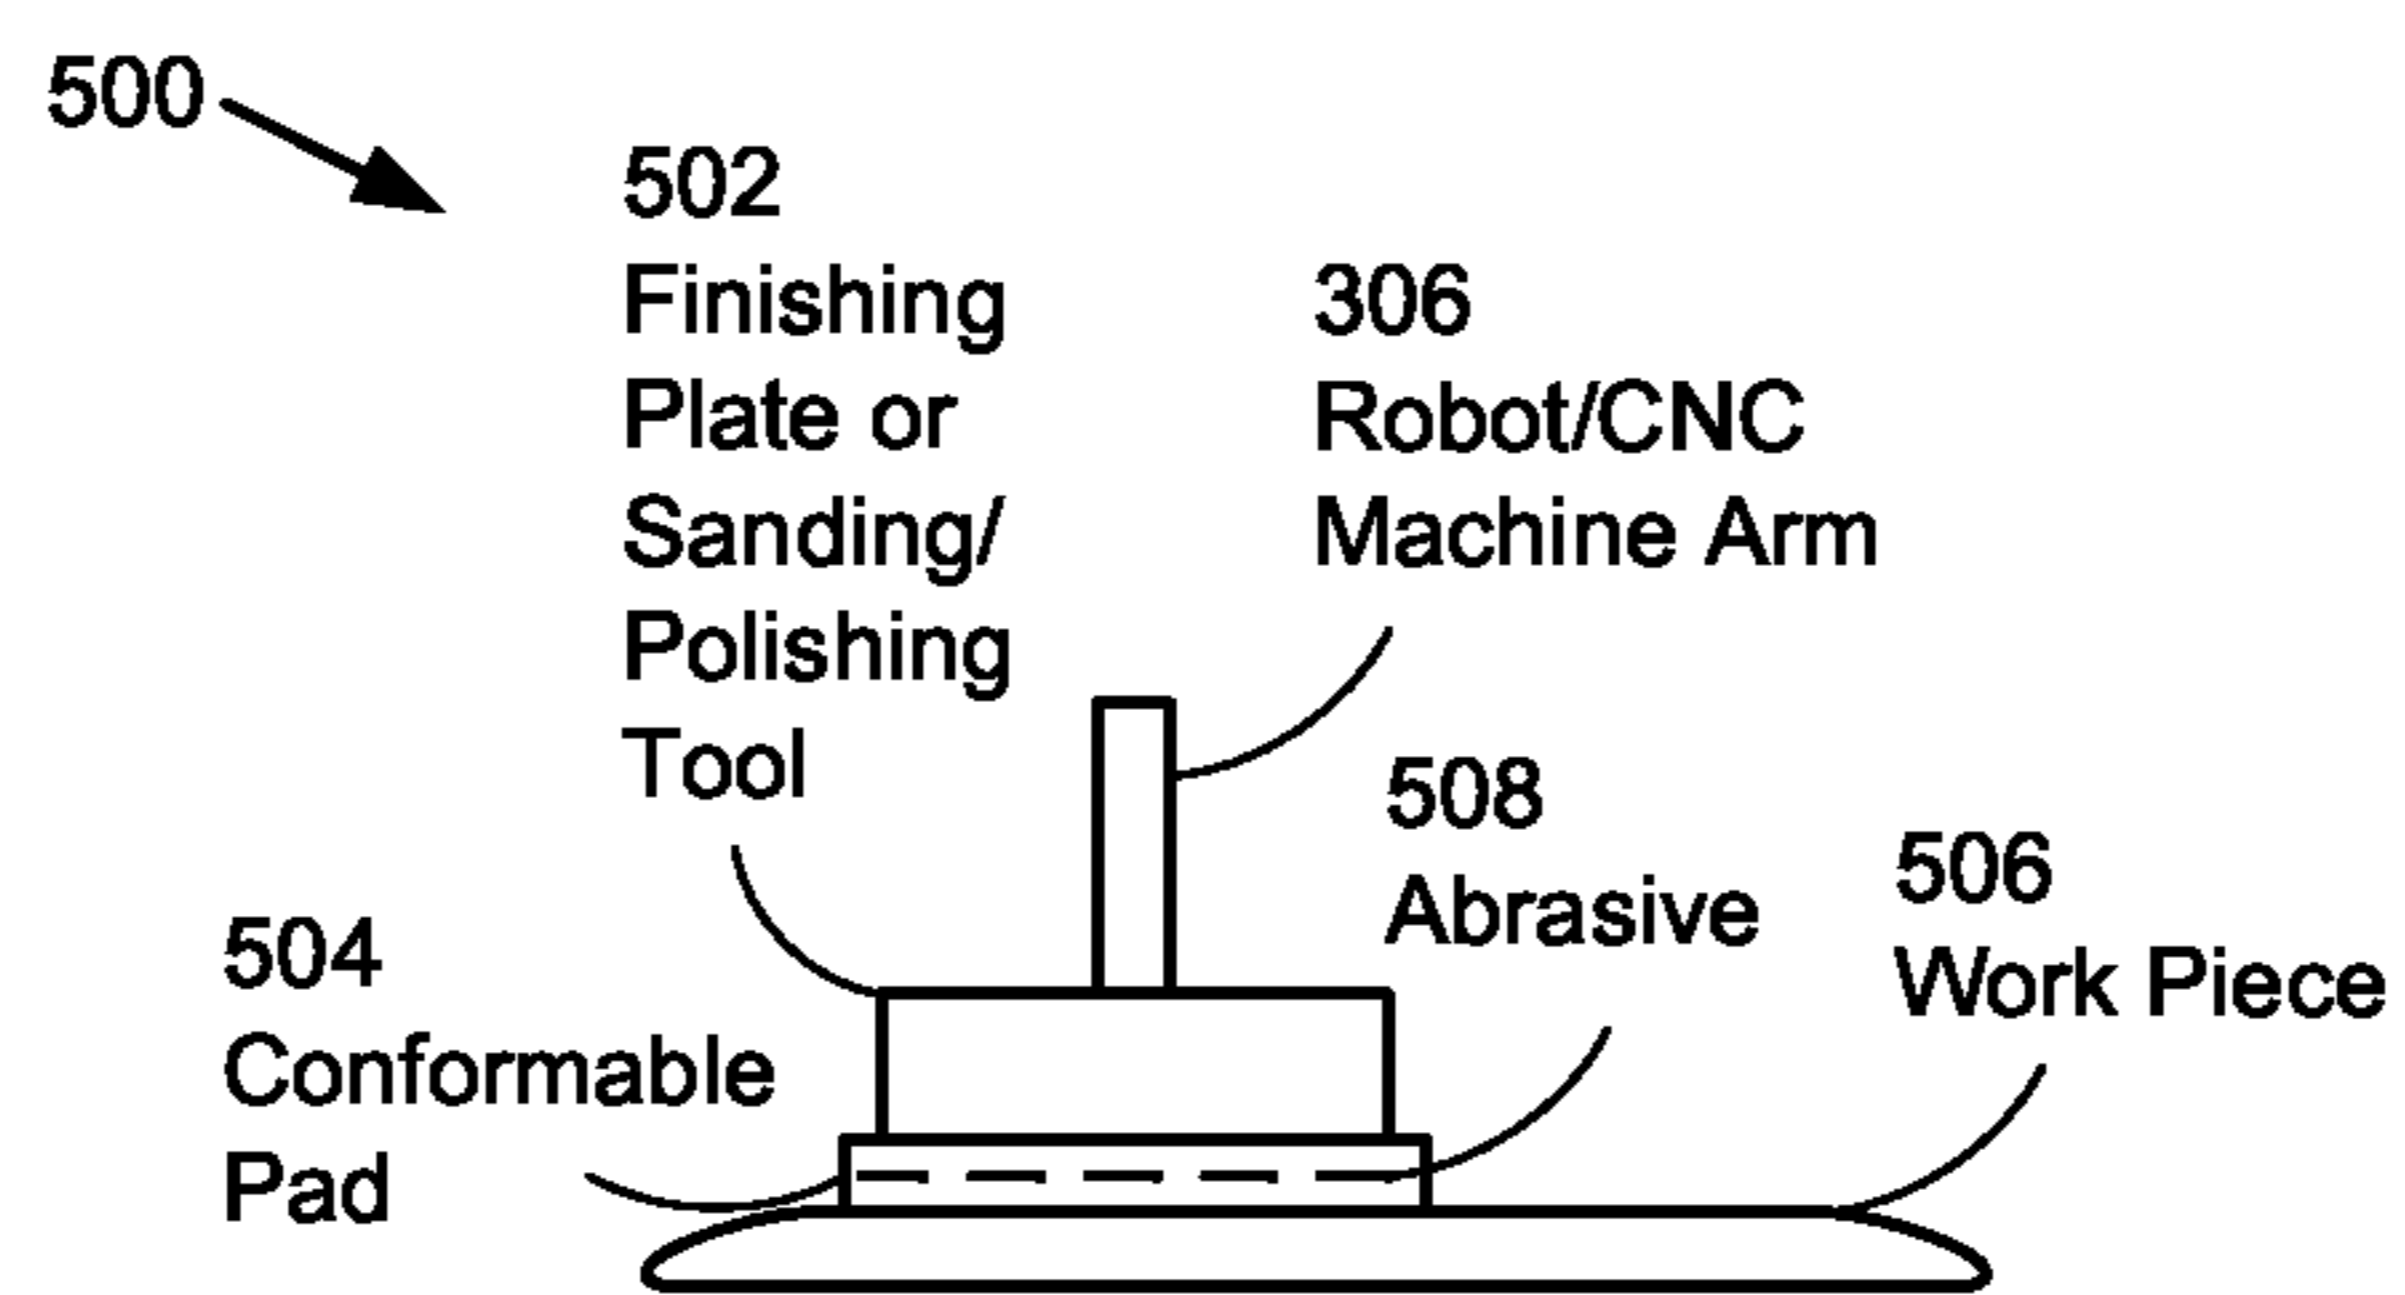 500
502
Finishing
Plate or
Sanding/
Polishing
Tool
306
Robot/CNC
Machine Arm
508
Abrasive
506
Work Piece
504
Conformable
Pad